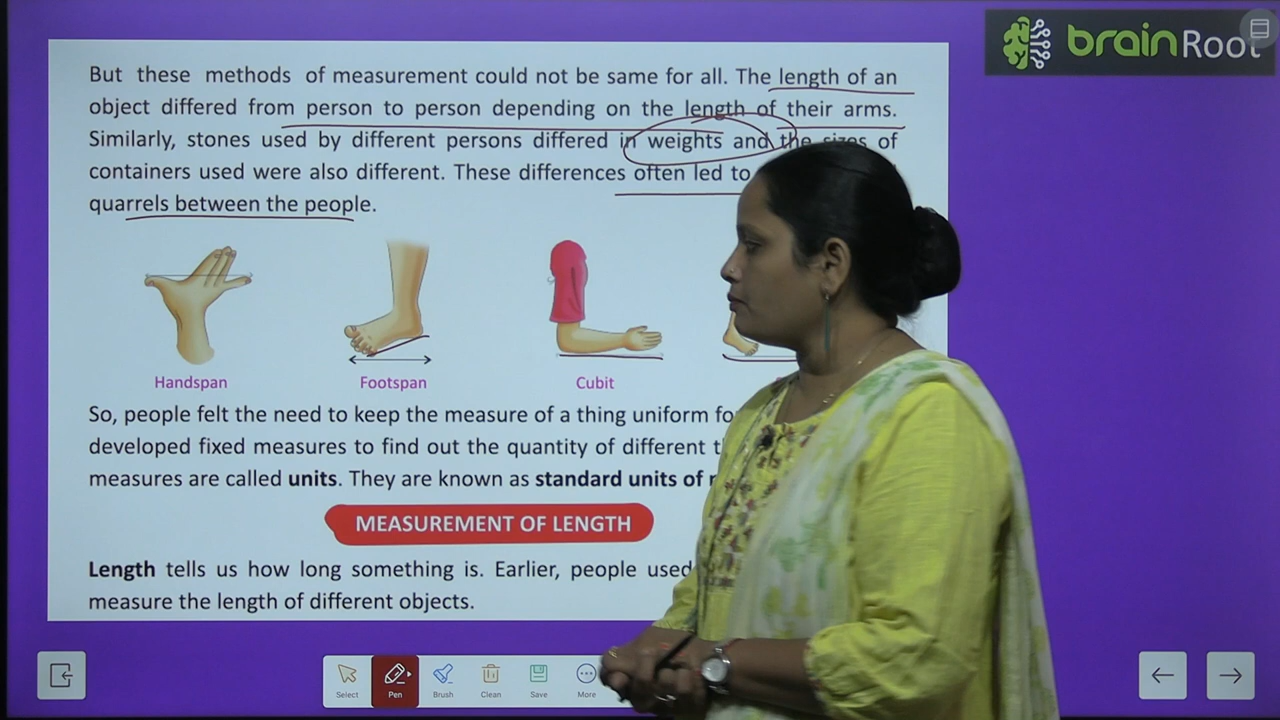 brainRoot
But these methods of measurement could not be same for all. The length of an
object differed from person to person depending on the length of their arms.
Similarly, stones used by different persons differed in weights and the sizes of
containers used were also different. These differences often led to
quarrels between the people.
Handspan Footspan Cubit
So, people felt the need to keep the measure of a thing uniform
developed fixed measures to find out the quantity of different
measures are called units. They are known as standard units of
MEASUREMENT OF LENGTH
Length tells us how long something is. Earlier, people used
measure the length of different objects.
Select Pen Brush Clean Save More